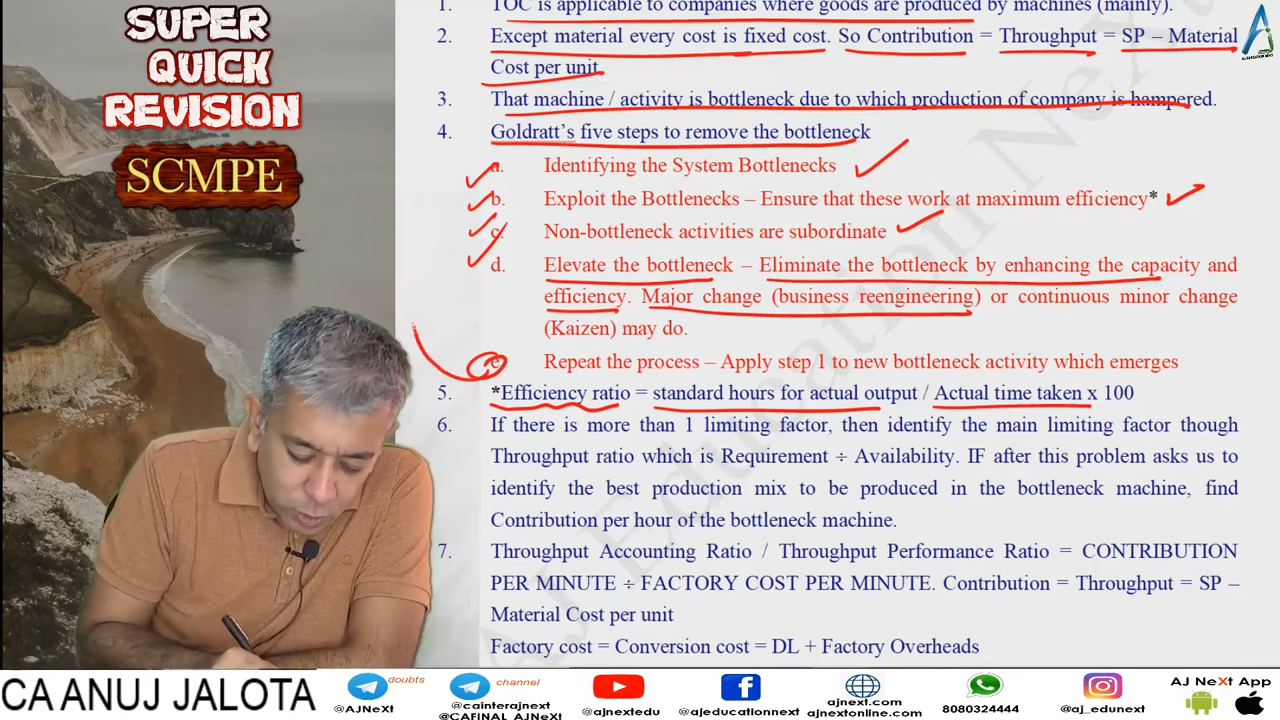 SUPER
QUICK
REVISION
SCMPE
1. TOC is applicable to companies where goods are produced by machines (mainly).
2. Except material every cost is fixed cost. So Contribution = Throughput = SP – Material
Cost per unit.
3. That machine / activity is bottleneck due to which production of company is hampered.
4. Goldratt's five steps to remove the bottleneck
a. Identifying the System Bottlenecks
b. Exploit the Bottlenecks – Ensure that these work at maximum efficiency*
c. Non-bottleneck activities are subordinate
d. Elevate the bottleneck – Eliminate the bottleneck by enhancing the capacity and
efficiency. Major change (business reengineering) or continuous minor change
(Kaizen) may do.
e. Repeat the process – Apply step 1 to new bottleneck activity which emerges
5. *Efficiency ratio = standard hours for actual output / Actual time taken x 100
6. If there is more than 1 limiting factor, then identify the main limiting factor though
Throughput ratio which is Requirement ÷ Availability. IF after this problem asks us to
identify the best production mix to be produced in the bottleneck machine, find
Contribution per hour of the bottleneck machine.
7. Throughput Accounting Ratio / Throughput Performance Ratio = CONTRIBUTION
PER MINUTE ÷ FACTORY COST PER MINUTE. Contribution = Throughput = SP –
Material Cost per unit
Factory cost = Conversion cost = DL + Factory Overheads
AJ Education Next
CA ANUJ JALOTA
doubts
@AJNeXt
channel
@cainterajnext
@CAFINAL_AJNeXt
@ajnextedu
@ajeducationnext
ajnext.com
ajnextonline.com
8080324444
@aj_edunext
AJ NeXt App